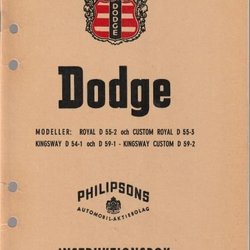 DODGE
Dodge
MODELLER: ROYAL D 55-2 och CUSTOM ROYAL D 55-3
KINGSWAY D 54-1 och D 59-1 - KINGSWAY CUSTOM D 59-2
PHILIPSONS
AUTOMOBIL-AKTIEBOLAG
INSTRUKTIONSBOK